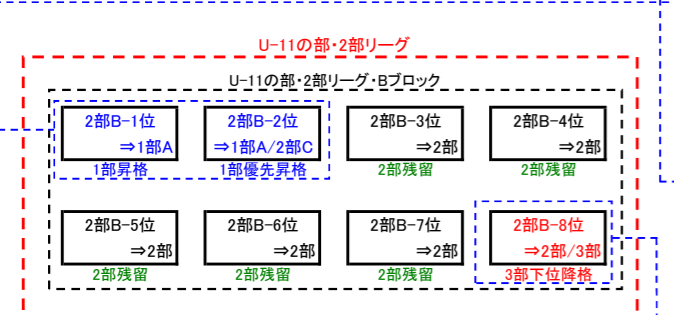 U-11の部・2部リーグ
U-11の部・2部リーグ・Bブロック
2部B-1位
⇒1部A
1部昇格
2部B-2位
⇒1部A/2部C
1部優先昇格
2部B-3位
⇒2部
2部残留
2部B-4位
⇒2部
2部残留
2部B-5位
⇒2部
2部残留
2部B-6位
⇒2部
2部残留
2部B-7位
⇒2部
2部残留
2部B-8位
⇒2部/3部
3部下位降格